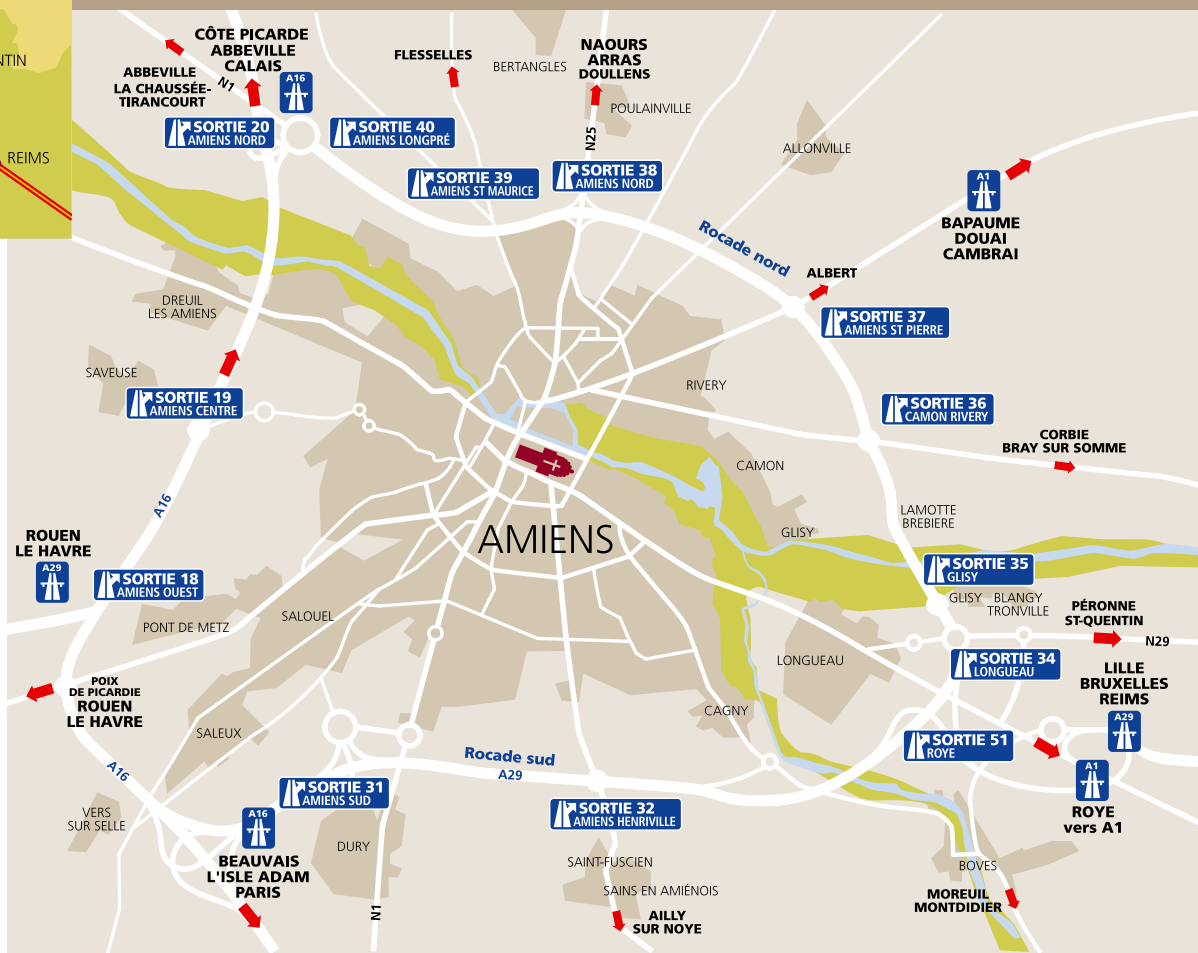 NTIN
REIMS
CÔTE PICARDE
ABBEVILLE
CALAIS
ABBEVILLE
LA CHAUSSÉE-
TIRANCOURT
N1
A16
FLESSELLES
BERTANGLES
NAOURS
ARRAS
DOULLENS
POULAINVILLE
N25
ALLONVILLE
SORTIE 20
AMIENS NORD
SORTIE 40
AMIENS LONGPRÉ
SORTIE 39
AMIENS ST MAURICE
SORTIE 38
AMIENS NORD
A1
BAPAUME
DOUAI
CAMBRAI
Rocade nord
ALBERT
SORTIE 37
AMIENS ST PIERRE
DREUIL
LES AMIENS
SAVEUSE
SORTIE 19
AMIENS CENTRE
RIVERY
SORTIE 36
CAMON RIVERY
CORBIE
BRAY SUR SOMME
CAMON
A16
LAMOTTE
BREBIERE
GLISY
AMIENS
ROUEN
LE HAVRE
A29
SORTIE 18
AMIENS OUEST
SORTIE 35
GLISY
GLISY
BLANGY
TRONVILLE
PÉRONNE
ST-QUENTIN
N29
SALOUEL
PONT DE METZ
LONGUEAU
SORTIE 34
LONGUEAU
LILLE
BRUXELLES
REIMS
A29
POIX
DE PICARDIE
ROUEN
LE HAVRE
CAGNY
SALEUX
SORTIE 51
ROYE
A1
ROYE
vers A1
Rocade sud
A29
A16
SORTIE 31
AMIENS SUD
SORTIE 32
AMIENS HENRIVILLE
VERS
SUR SELLE
A16
BEAUVAIS
L'ISLE ADAM
PARIS
DURY
N1
SAINT-FUSCIEN
SAINS EN AMIÉNOIS
AILLY
SUR NOYE
BOVES
MOREUIL
MONTDIDIER